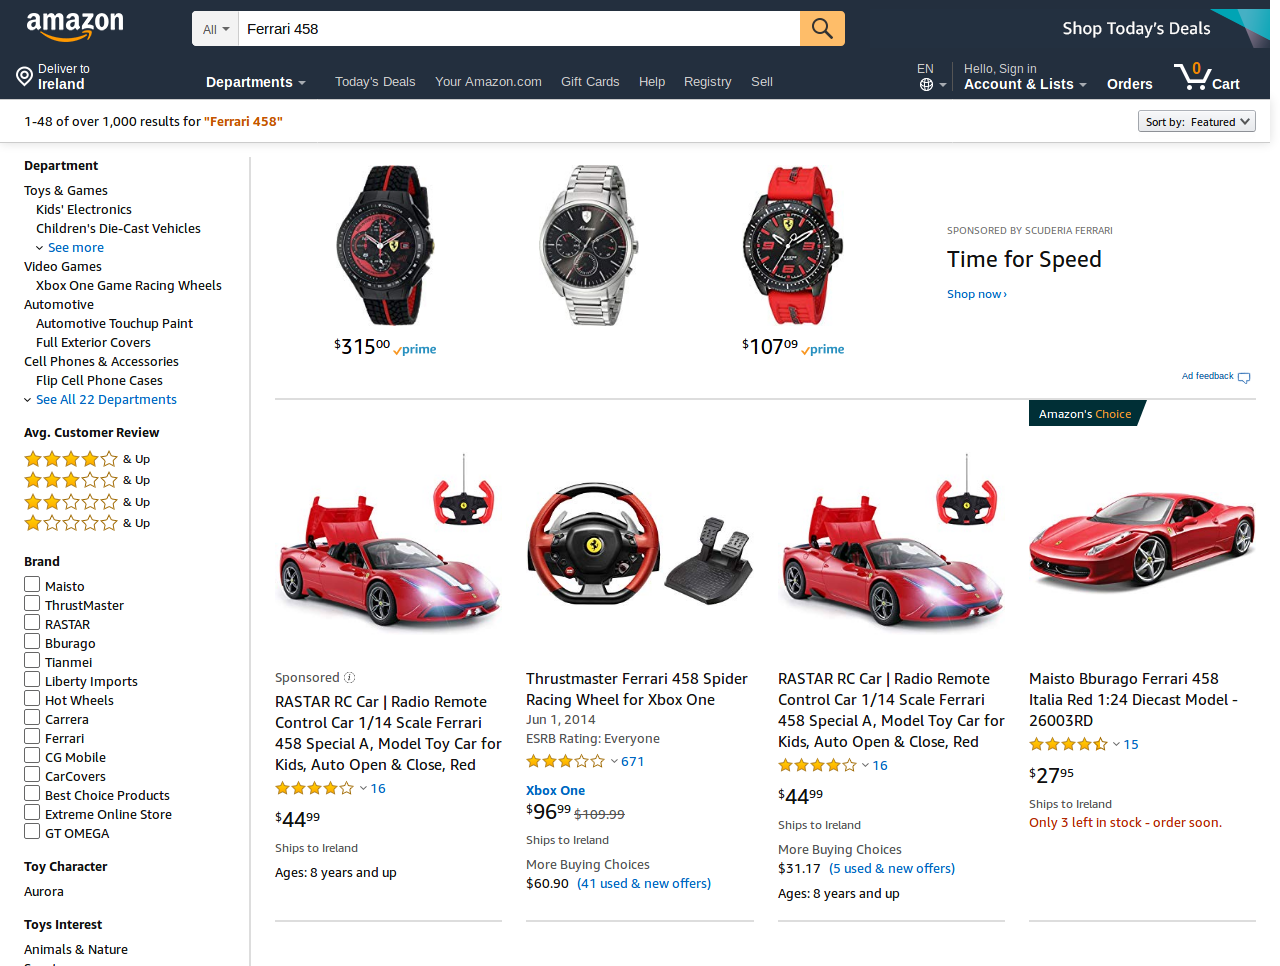 amazon
All
Ferrari 458
Shop Today's Deals
Deliver to
Ireland
Departments
Today's Deals
Your Amazon.com
Gift Cards
Help
Registry
Sell
EN
Hello, Sign in
Account & Lists
Orders
0
Cart
1-48 of over 1,000 results for "Ferrari 458"
Sort by: Featured
Department
Toys & Games
Kids' Electronics
Children's Die-Cast Vehicles
See more
Video Games
Xbox One Game Racing Wheels
Automotive
Automotive Touchup Paint
Full Exterior Covers
Cell Phones & Accessories
Flip Cell Phone Cases
See All 22 Departments
Avg. Customer Review
& Up
& Up
& Up
& Up
Brand
Maisto
ThrustMaster
RASTAR
Bburago
Tianmei
Liberty Imports
Hot Wheels
Carrera
Ferrari
CG Mobile
CarCovers
Best Choice Products
Extreme Online Store
GT OMEGA
Toy Character
Aurora
Toys Interest
Animals & Nature
$31500 prime
$10709 prime
SPONSORED BY SCUDERIA FERRARI
Time for Speed
Shop now ›
Ad feedback
Amazon's Choice
Sponsored
RASTAR RC Car | Radio Remote
Control Car 1/14 Scale Ferrari
458 Special A, Model Toy Car for
Kids, Auto Open & Close, Red
16
$4499
Ships to Ireland
Ages: 8 years and up
Thrustmaster Ferrari 458 Spider
Racing Wheel for Xbox One
Jun 1, 2014
ESRB Rating: Everyone
671
Xbox One
$9699 $109.99
Ships to Ireland
More Buying Choices
$60.90 (41 used & new offers)
RASTAR RC Car | Radio Remote
Control Car 1/14 Scale Ferrari
458 Special A, Model Toy Car for
Kids, Auto Open & Close, Red
16
$4499
Ships to Ireland
More Buying Choices
$31.17 (5 used & new offers)
Ages: 8 years and up
Maisto Bburago Ferrari 458
Italia Red 1:24 Diecast Model -
26003RD
15
$2795
Ships to Ireland
Only 3 left in stock - order soon.